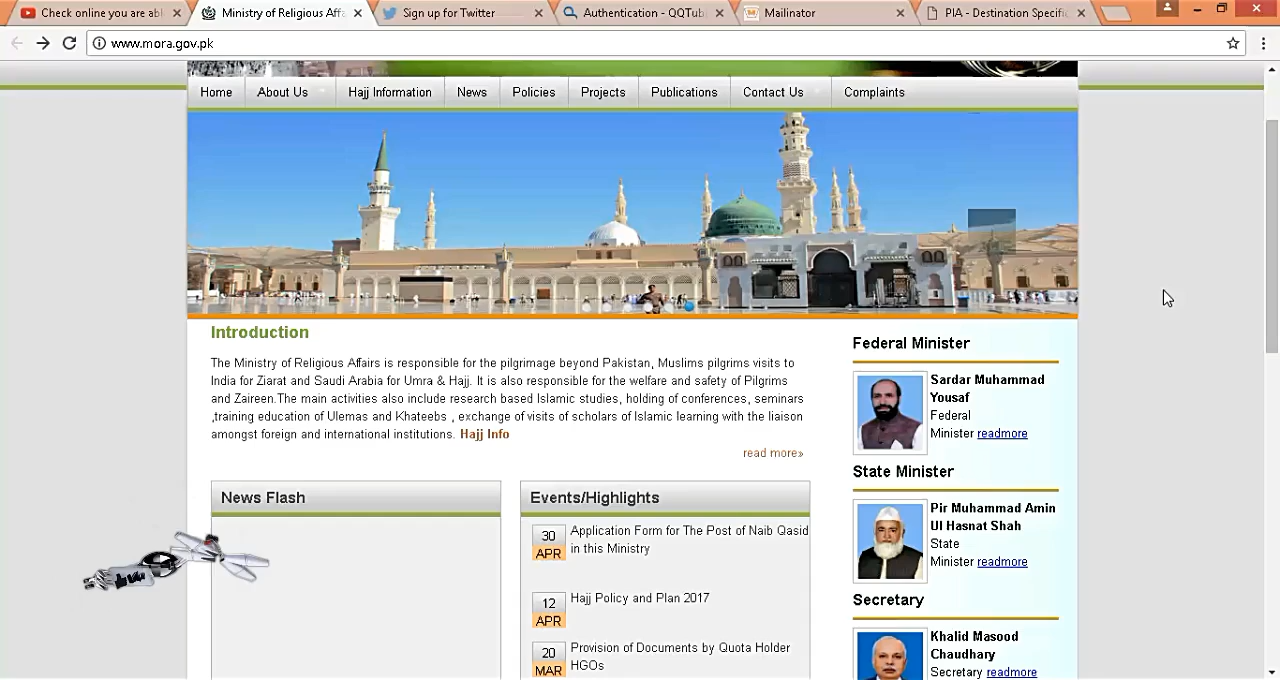 Check online you are abl
Ministry of Religious Affa
Sign up for Twitter
Authentication - QQTub
Mailinator
PIA - Destination Specific
www.mora.gov.pk
Home
About Us
Hajj Information
News
Policies
Projects
Publications
Contact Us
Complaints
Introduction
The Ministry of Religious Affairs is responsible for the pilgrimage beyond Pakistan, Muslims pilgrims visits to
India for Ziarat and Saudi Arabia for Umra & Hajj. It is also responsible for the welfare and safety of Pilgrims
and Zaireen.The main activities also include research based Islamic studies, holding of conferences, seminars
,training education of Ulemas and Khateebs , exchange of visits of scholars of Islamic learning with the liaison
amongst foreign and international institutions. Hajj Info
read more»
News Flash
Events/Highlights
30
APR
Application Form for The Post of Naib Qasid
in this Ministry
12
APR
Hajj Policy and Plan 2017
20
MAR
Provision of Documents by Quota Holder
HGOs
Federal Minister
Sardar Muhammad
Yousaf
Federal
Minister readmore
State Minister
Pir Muhammad Amin
Ul Hasnat Shah
State
Minister readmore
Secretary
Khalid Masood
Chaudhary
Secretary readmore